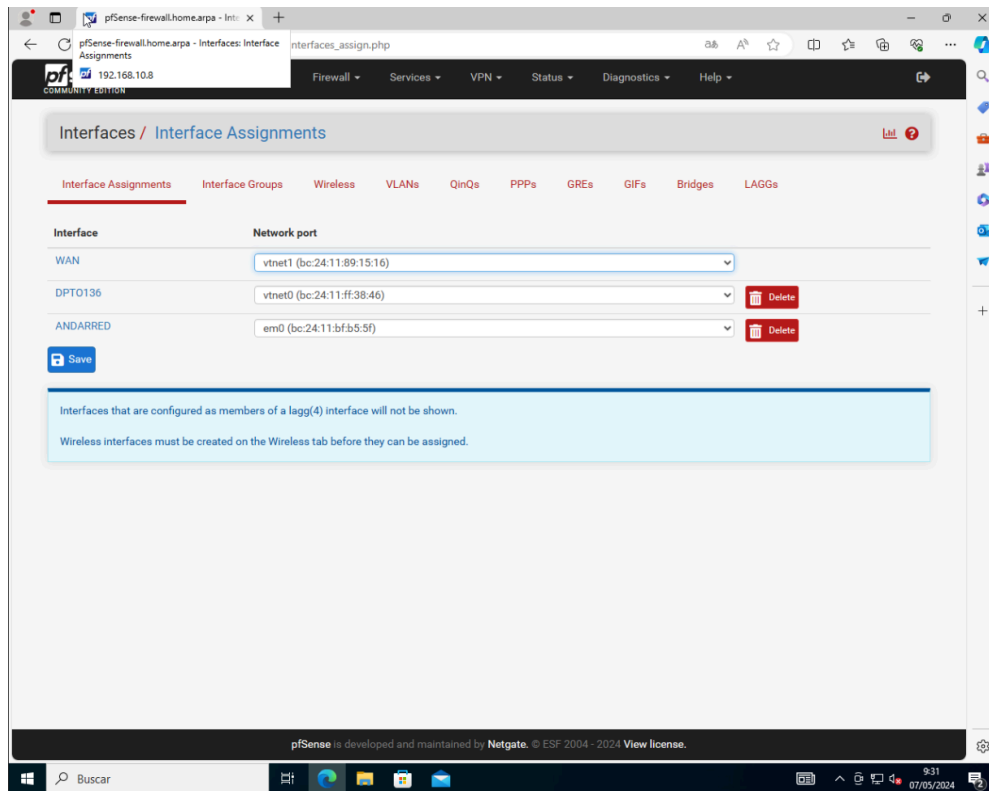 pfSense-firewall.home.arpa - Inte
pfSense-firewall.home.arpa - Interfaces: Interface
Assignments
192.168.10.8
nterfaces_assign.php
pf
COMMUNITY EDITION
Firewall Services VPN Status Diagnostics Help
Interfaces / Interface Assignments
Interface Assignments Interface Groups Wireless VLANs QinQs PPPs GREs GIFs Bridges LAGGs
Interface Network port
WAN vtnet1 (bc:24:11:89:15:16)
DPTO136 vtnet0 (bc:24:11:ff:38:46) Delete
ANDARRED em0 (bc:24:11:bf:b5:5f) Delete
Save
Interfaces that are configured as members of a lagg(4) interface will not be shown.
Wireless interfaces must be created on the Wireless tab before they can be assigned.
pfSense is developed and maintained by Netgate. © ESF 2004 - 2024 View license.
Buscar
9:31
07/05/2024
2